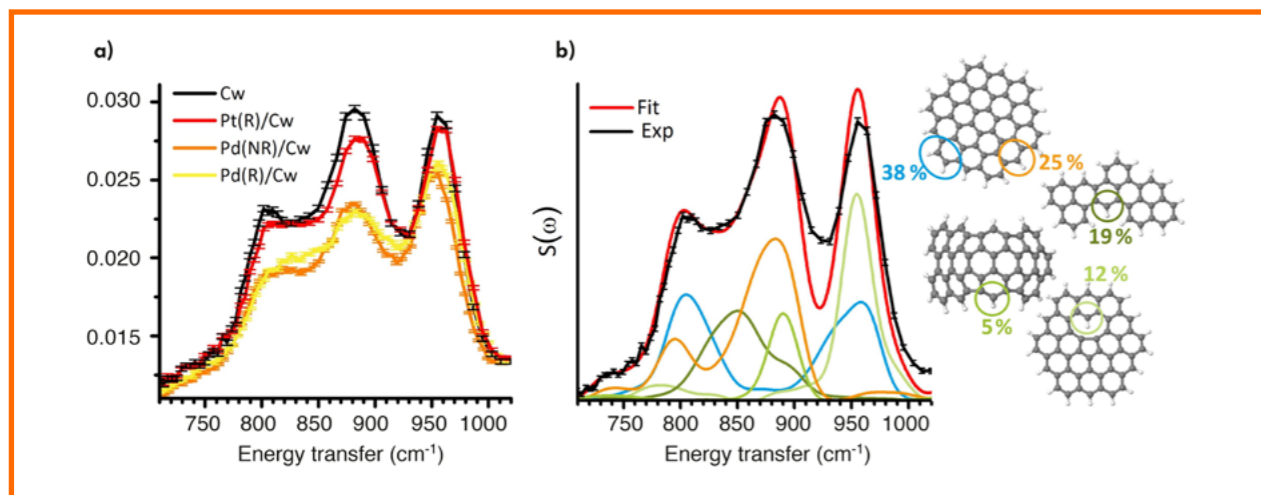 a)
Cw
Pt(R)/Cw
Pd(NR)/Cw
Pd(R)/Cw
0.030
0.025
0.020
0.015
750 800 850 900 950 1000
Energy transfer (cm⁻¹)
b)
Fit
Exp
S(ω)
750 800 850 900 950 1000
Energy transfer (cm⁻¹)
38 %
25 %
19 %
12 %
5 %